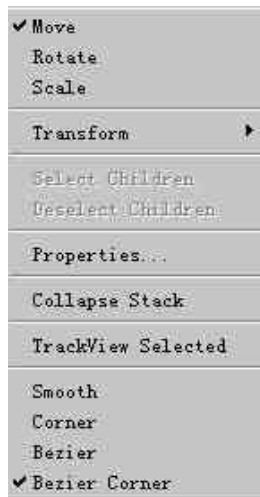 Move
Rotate
Scale
Transform
Select Children
Deselect Children
Properties...
Collapse Stack
TrackView Selected
Smooth
Corner
Bezier
Bezier Corner